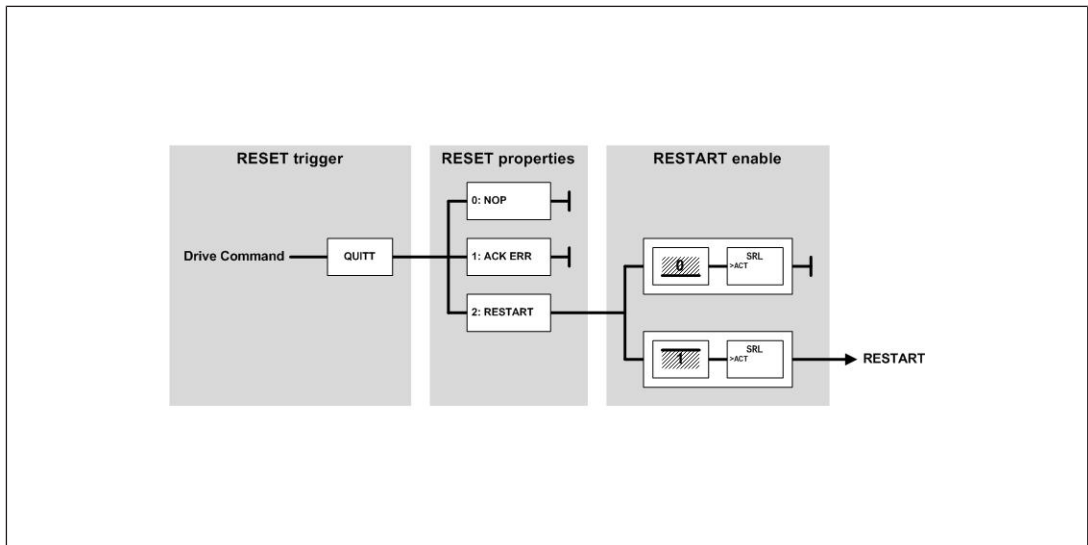 RESET trigger
RESET properties
RESTART enable
0: NOP
Drive Command
QUITT
1: ACK ERR
0
SRL
>ACT
2: RESTART
1
SRL
>ACT
RESTART